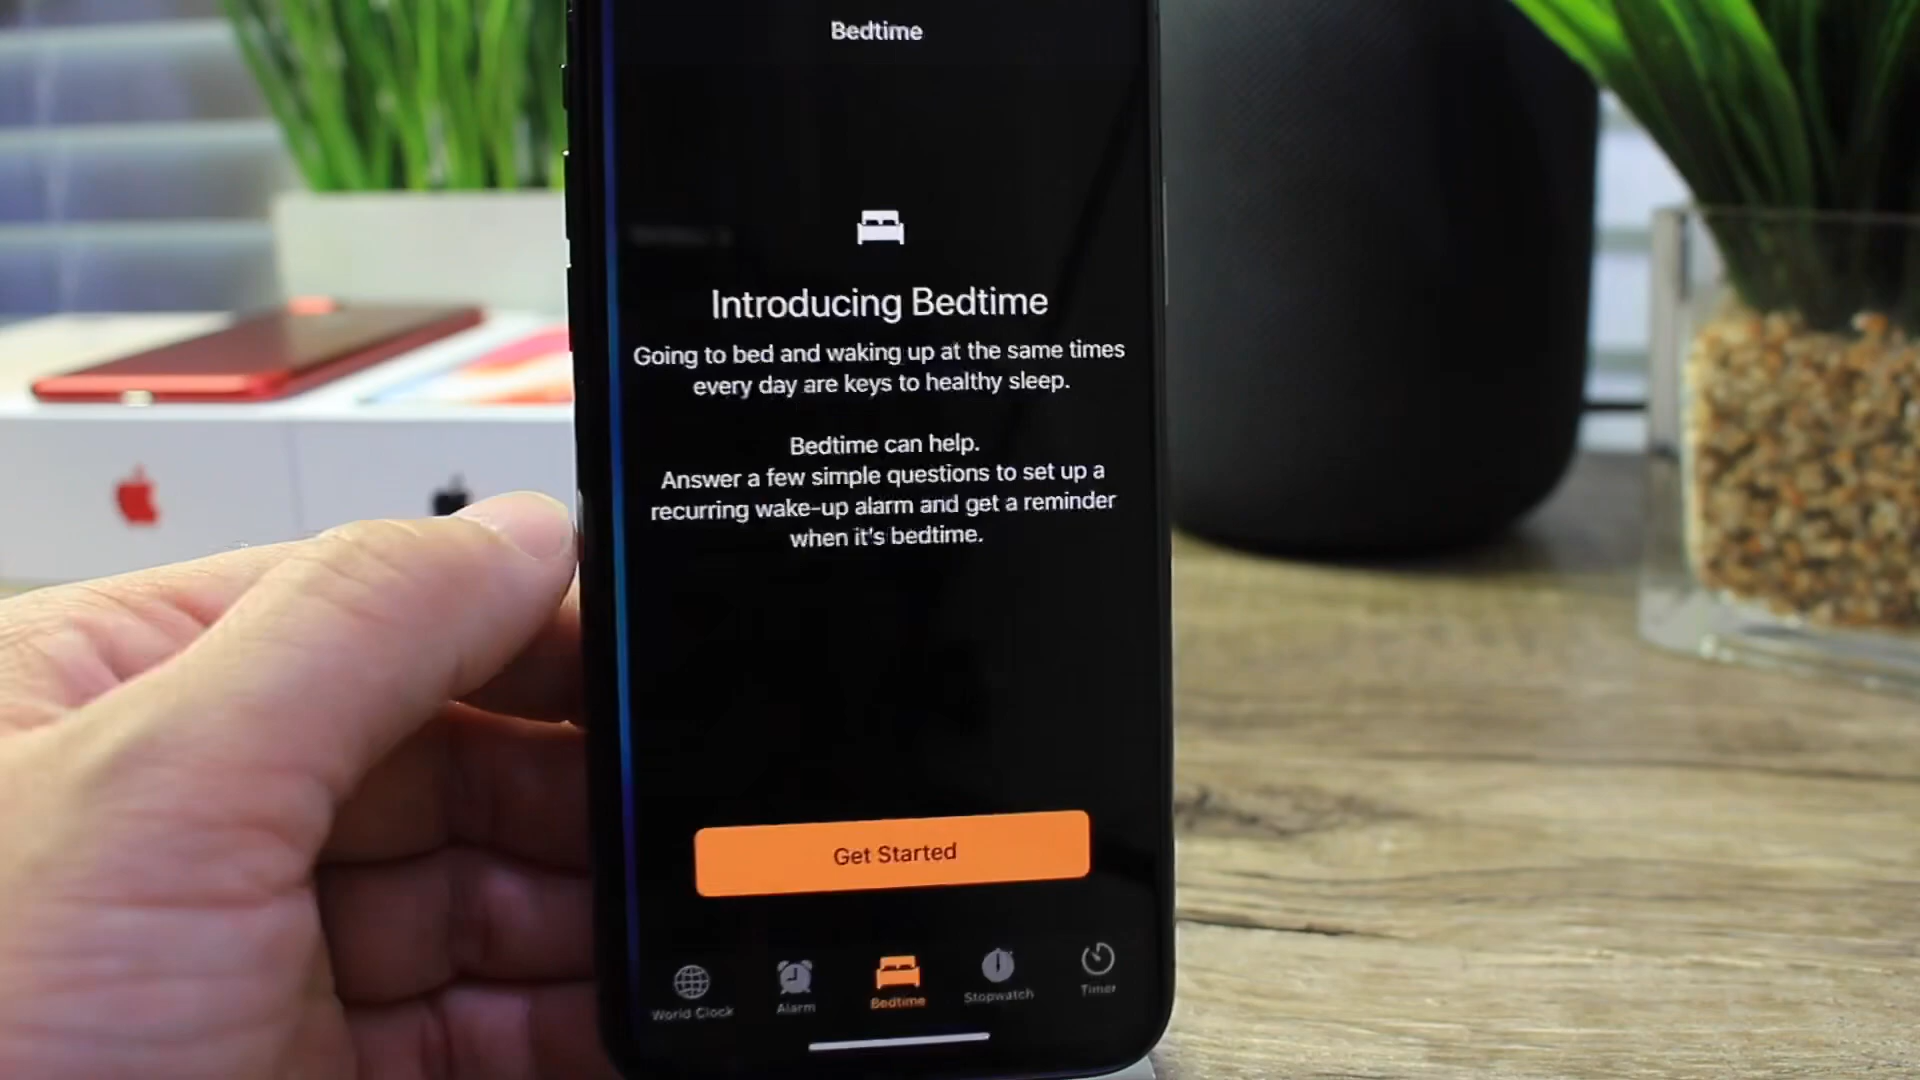 Bedtime
Introducing Bedtime
Going to bed and waking up at the same times
every day are keys to healthy sleep.
Bedtime can help.
Answer a few simple questions to set up a
recurring wake-up alarm and get a reminder
when it's bedtime.
Get Started
World Clock
Alarm
Bedtime
Stopwatch
Timer